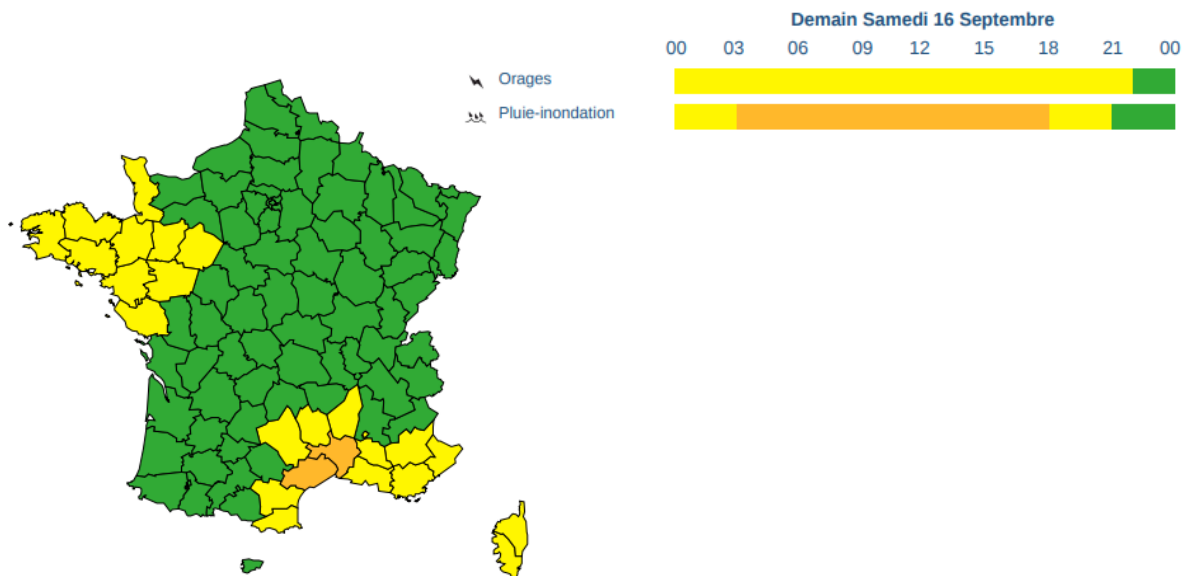 Demain Samedi 16 Septembre
00 03 06 09 12 15 18 21 00
Orages
Pluie-inondation